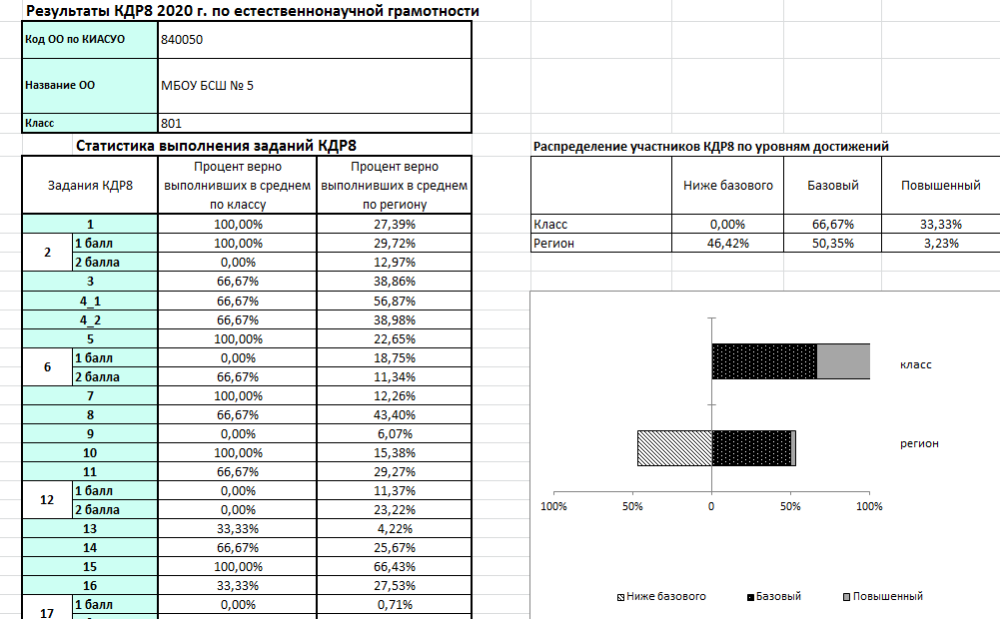 Результаты КДР8 2020 г. по естественнонаучной грамотности
Код ОО по КИАСУО 840050
Название ОО МБОУ БСШ № 5
Класс 801
Статистика выполнения заданий КДР8
Задания КДР8 Процент верно выполнивших в среднем по классу Процент верно выполнивших в среднем по региону
1 100,00% 27,39%
2 1 балл 100,00% 29,72%
2 балла 0,00% 12,97%
3 66,67% 38,86%
4_1 66,67% 56,87%
4_2 66,67% 38,98%
5 100,00% 22,65%
6 1 балл 0,00% 18,75%
2 балла 66,67% 11,34%
7 100,00% 12,26%
8 66,67% 43,40%
9 0,00% 6,07%
10 100,00% 15,38%
11 66,67% 29,27%
12 1 балл 0,00% 11,37%
2 балла 0,00% 23,22%
13 33,33% 4,22%
14 66,67% 25,67%
15 100,00% 66,43%
16 33,33% 27,53%
17 1 балл 0,00% 0,71%
Распределение участников КДР8 по уровням достижений
Ниже базового Базовый Повышенный
Класс 0,00% 66,67% 33,33%
Регион 46,42% 50,35% 3,23%
класс
регион
100% 50% 0 50% 100%
Ниже базового Базовый Повышенный